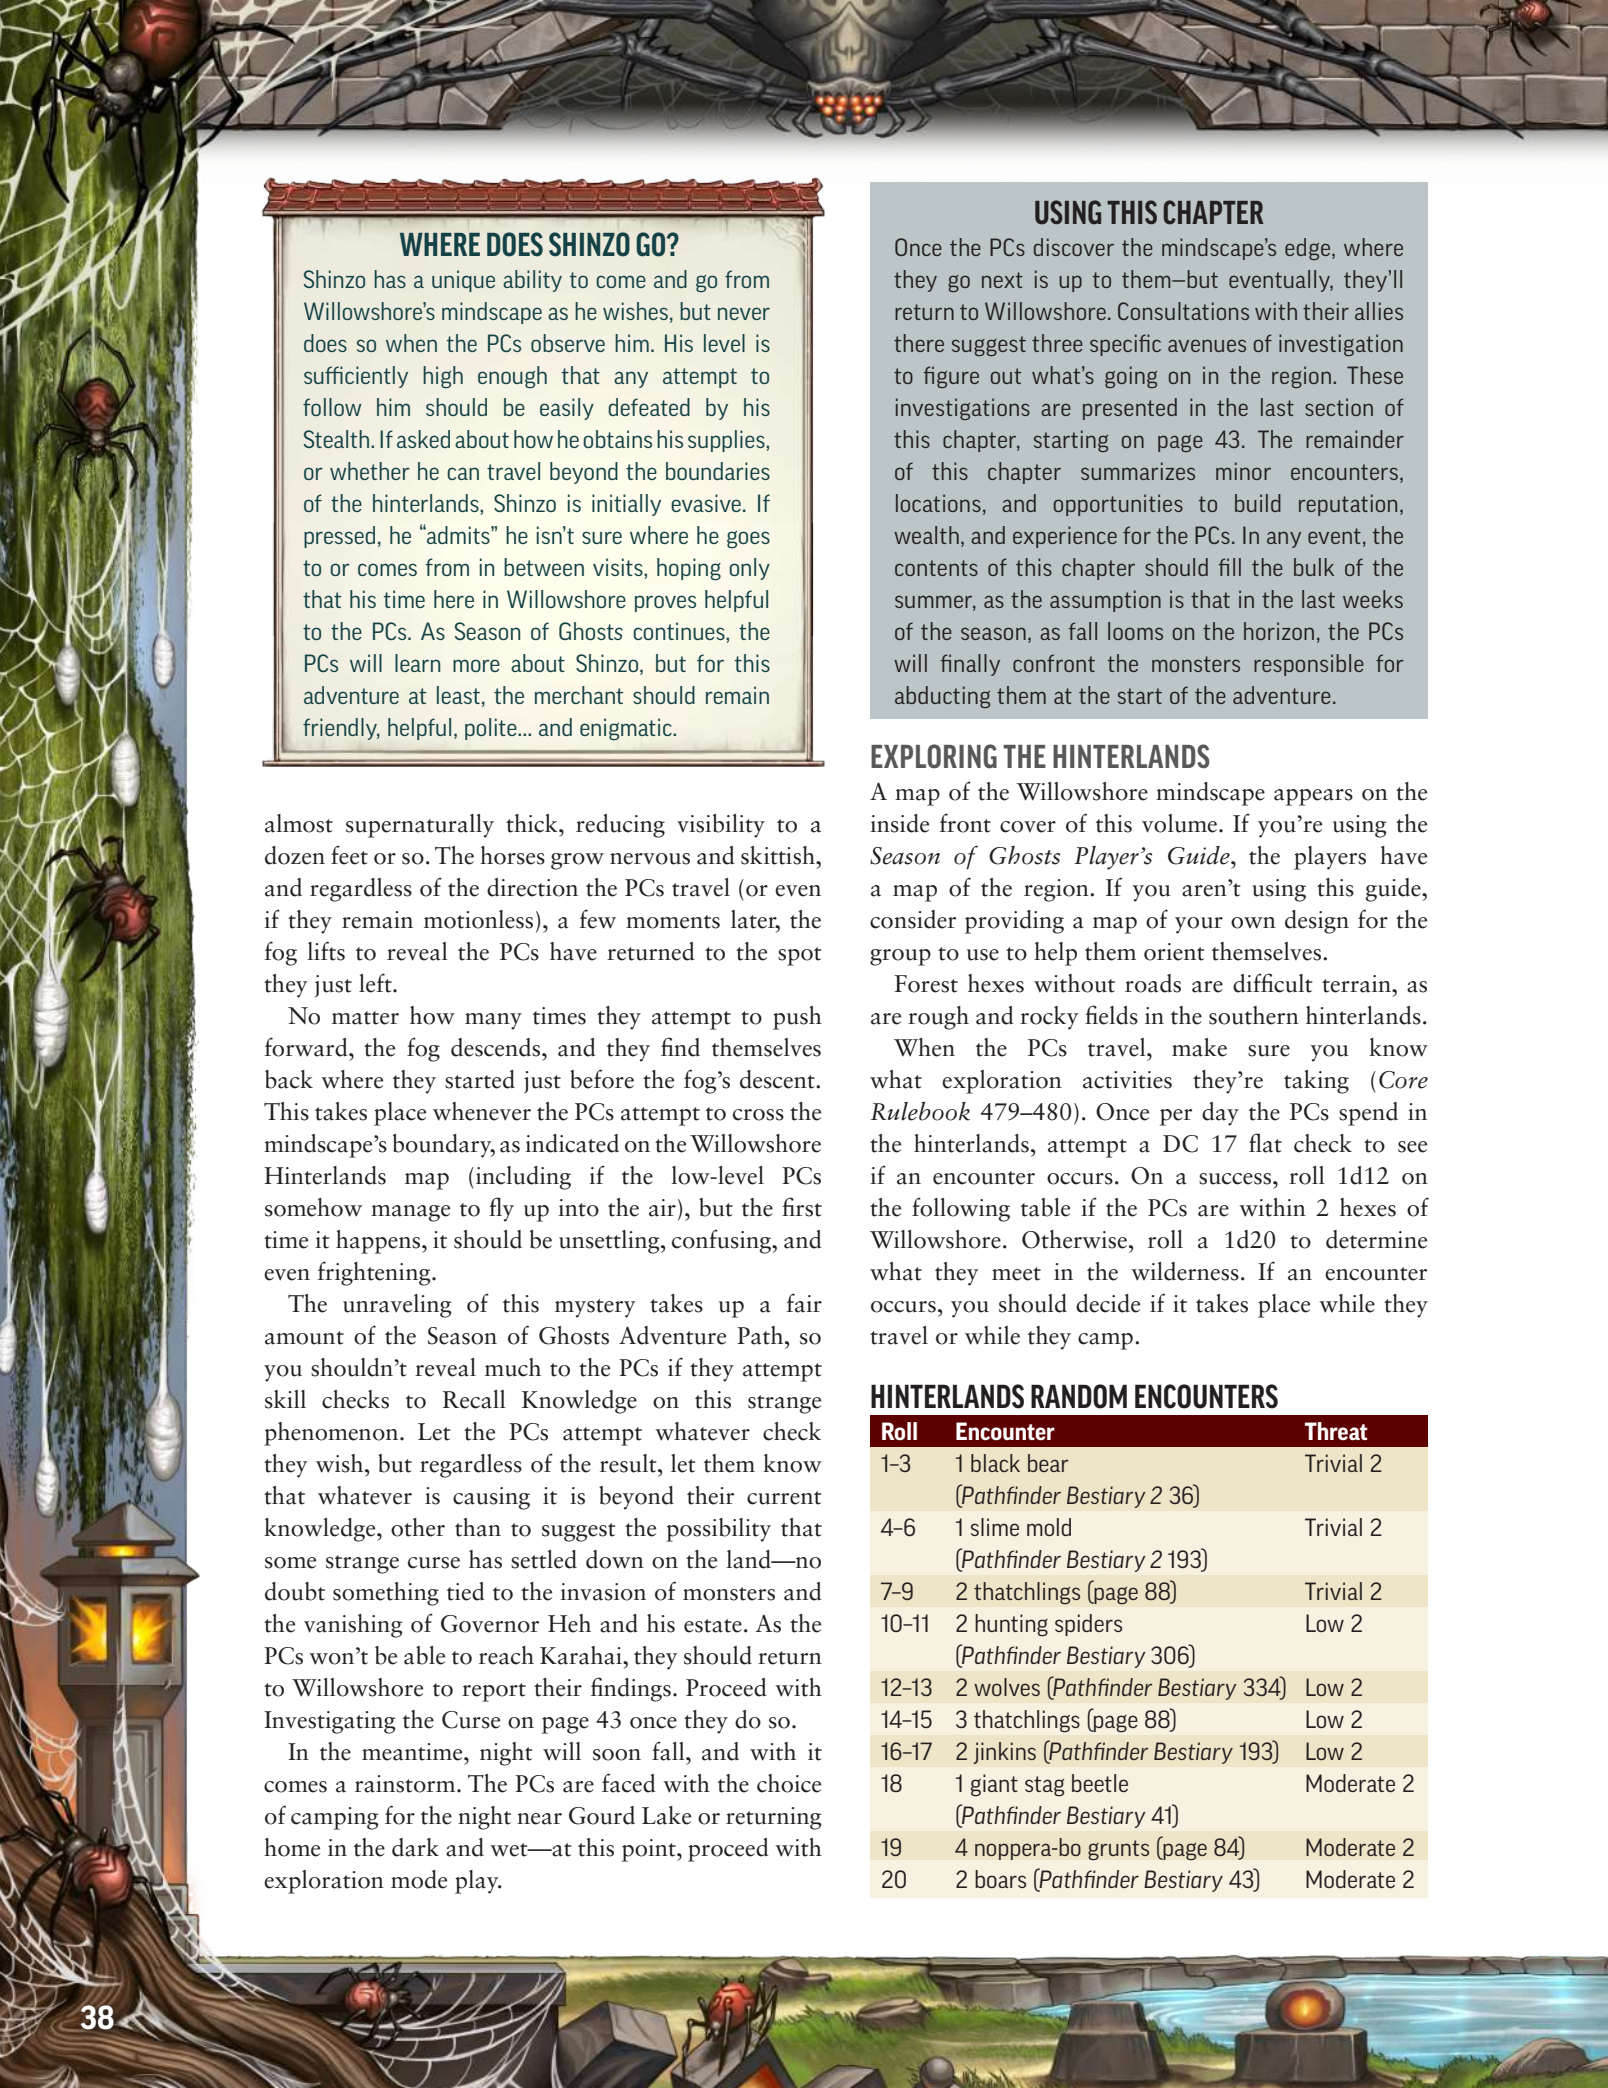 WHERE DOES SHINZO GO?
Shinzo has a unique ability to come and go from
Willowshore's mindscape as he wishes, but never
does so when the PCs observe him. His level is
sufficiently high enough that any attempt to
follow him should be easily defeated by his
Stealth. If asked about how he obtains his supplies,
or whether he can travel beyond the boundaries
of the hinterlands, Shinzo is initially evasive. If
pressed, he “admits” he isn't sure where he goes
to or comes from in between visits, hoping only
that his time here in Willowshore proves helpful
to the PCs. As Season of Ghosts continues, the
PCs will learn more about Shinzo, but for this
adventure at least, the merchant should remain
friendly, helpful, polite... and enigmatic.
almost supernaturally thick, reducing visibility to a
dozen feet or so. The horses grow nervous and skittish,
and regardless of the direction the PCs travel (or even
if they remain motionless), a few moments later, the
fog lifts to reveal the PCs have returned to the spot
they just left.
No matter how many times they attempt to push
forward, the fog descends, and they find themselves
back where they started just before the fog's descent.
This takes place whenever the PCs attempt to cross the
mindscape's boundary, as indicated on the Willowshore
Hinterlands map (including if the low-level PCs
somehow manage to fly up into the air), but the first
time it happens, it should be unsettling, confusing, and
even frightening.
The unraveling of this mystery takes up a fair
amount of the Season of Ghosts Adventure Path, so
you shouldn't reveal much to the PCs if they attempt
skill checks to Recall Knowledge on this strange
phenomenon. Let the PCs attempt whatever check
they wish, but regardless of the result, let them know
that whatever is causing it is beyond their current
knowledge, other than to suggest the possibility that
some strange curse has settled down on the land—no
doubt something tied to the invasion of monsters and
the vanishing of Governor Heh and his estate. As the
PCs won't be able to reach Karahai, they should return
to Willowshore to report their findings. Proceed with
Investigating the Curse on page 43 once they do so.
In the meantime, night will soon fall, and with it
comes a rainstorm. The PCs are faced with the choice
of camping for the night near Gourd Lake or returning
home in the dark and wet—at this point, proceed with
exploration mode play.
USING THIS CHAPTER
Once the PCs discover the mindscape's edge, where
they go next is up to them—but eventually, they'll
return to Willowshore. Consultations with their allies
there suggest three specific avenues of investigation
to figure out what's going on in the region. These
investigations are presented in the last section of
this chapter, starting on page 43. The remainder
of this chapter summarizes minor encounters,
locations, and opportunities to build reputation,
wealth, and experience for the PCs. In any event, the
contents of this chapter should fill the bulk of the
summer, as the assumption is that in the last weeks
of the season, as fall looms on the horizon, the PCs
will finally confront the monsters responsible for
abducting them at the start of the adventure.
EXPLORING THE HINTERLANDS
A map of the Willowshore mindscape appears on the
inside front cover of this volume. If you're using the
Season of Ghosts Player's Guide, the players have
a map of the region. If you aren't using this guide,
consider providing a map of your own design for the
group to use to help them orient themselves.
Forest hexes without roads are difficult terrain, as
are rough and rocky fields in the southern hinterlands.
When the PCs travel, make sure you know
what exploration activities they're taking (Core
Rulebook 479–480). Once per day the PCs spend in
the hinterlands, attempt a DC 17 flat check to see
if an encounter occurs. On a success, roll 1d12 on
the following table if the PCs are within 2 hexes of
Willowshore. Otherwise, roll a 1d20 to determine
what they meet in the wilderness. If an encounter
occurs, you should decide if it takes place while they
travel or while they camp.
HINTERLANDS RANDOM ENCOUNTERS
Roll Encounter Threat
1–3 1 black bear Trivial 2
(Pathfinder Bestiary 2 36)
4–6 1 slime mold Trivial 2
(Pathfinder Bestiary 2 193)
7–9 2 thatchlings (page 88) Trivial 2
10–11 2 hunting spiders Low 2
(Pathfinder Bestiary 306)
12–13 2 wolves (Pathfinder Bestiary 334) Low 2
14–15 3 thatchlings (page 88) Low 2
16–17 2 jinkins (Pathfinder Bestiary 193) Low 2
18 1 giant stag beetle Moderate 2
(Pathfinder Bestiary 41)
19 4 noppera-bo grunts (page 84) Moderate 2
20 2 boars (Pathfinder Bestiary 43) Moderate 2
38